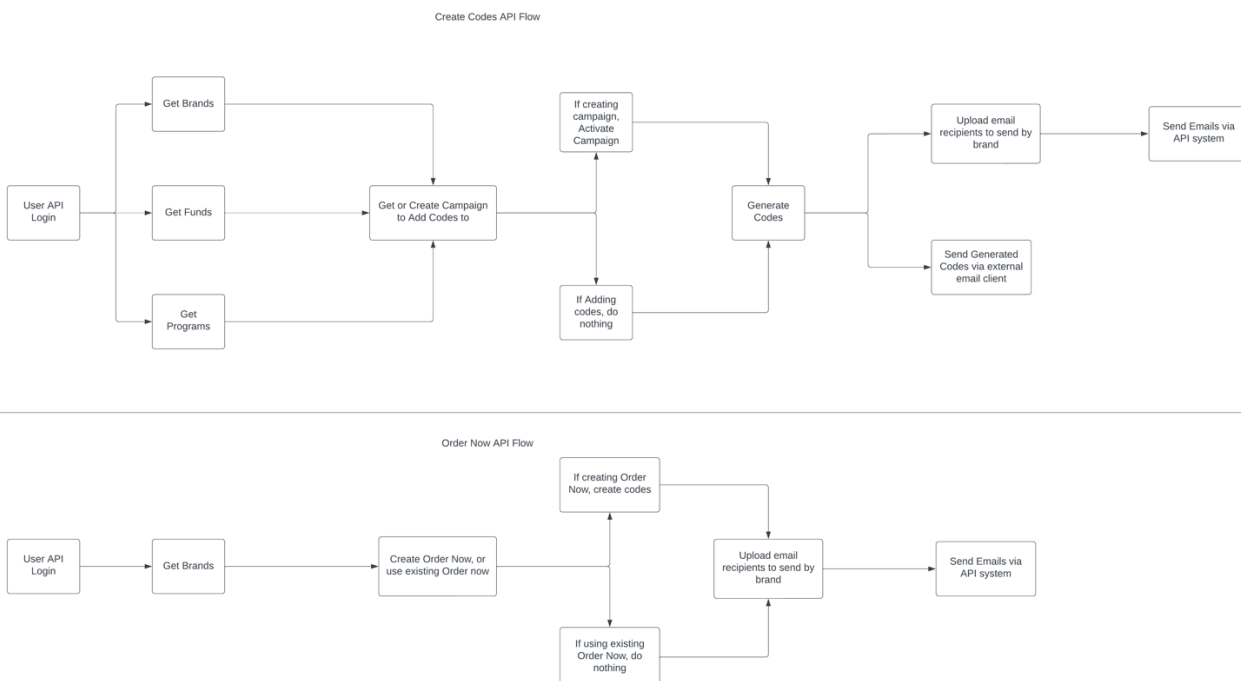 Create Codes API Flow
Get Brands
If creating
campaign,
Activate
Campaign
Upload email
recipients to send by
brand
Send Emails via
API system
User API
Login
Get Funds
Get or Create Campaign
to Add Codes to
Generate
Codes
Send Generated
Codes via external
email client
Get
Programs
If Adding
codes, do
nothing
Order Now API Flow
If creating Order
Now, create codes
User API
Login
Get Brands
Create Order Now, or
use existing Order now
Upload email
recipients to send by
brand
Send Emails via
API system
If using existing
Order Now, do
nothing